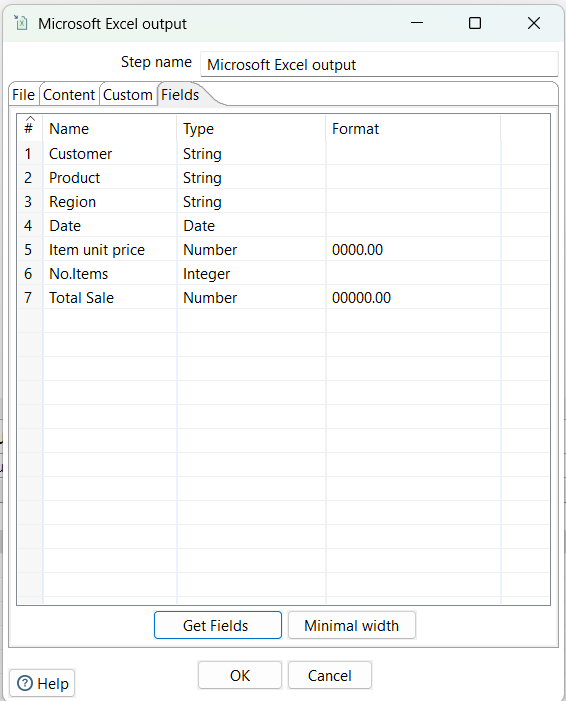 Microsoft Excel output
Step name Microsoft Excel output
File Content Custom Fields
# Name Type Format
1 Customer String
2 Product String
3 Region String
4 Date Date
5 Item unit price Number 0000.00
6 No.Items Integer
7 Total Sale Number 00000.00
Get Fields Minimal width
OK Cancel
Help